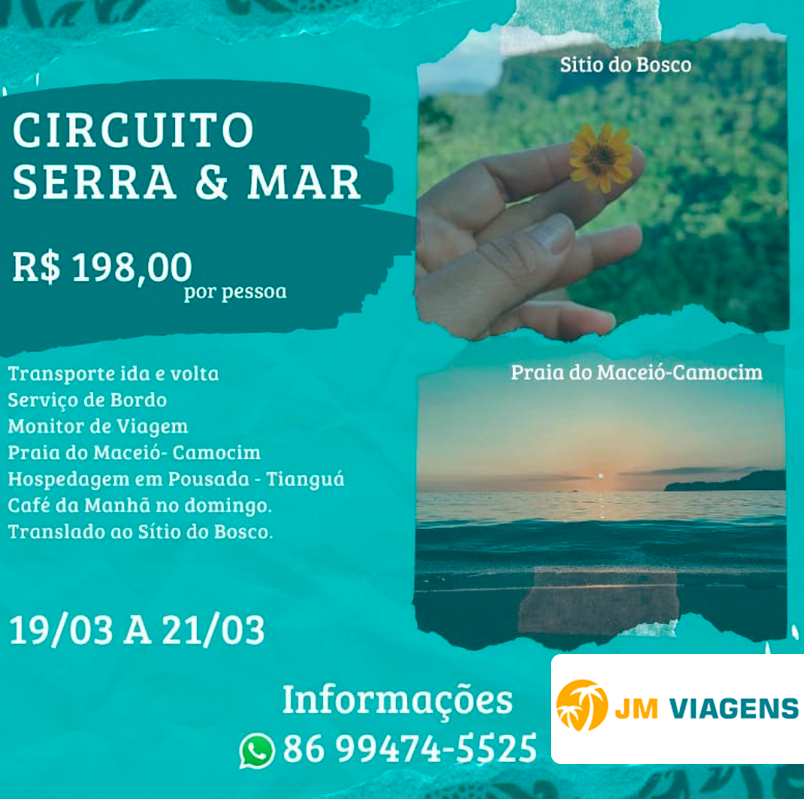 Sitio do Bosco
CIRCUITO
SERRA & MAR
R$ 198,00
por pessoa
Transporte ida e volta
Serviço de Bordo
Monitor de Viagem
Praia do Maceió- Camocim
Hospedagem em Pousada - Tianguá
Café da Manhã no domingo.
Translado ao Sítio do Bosco.
Praia do Maceió-Camocim
19/03 A 21/03
Informações
86 99474-5525
JM VIAGENS